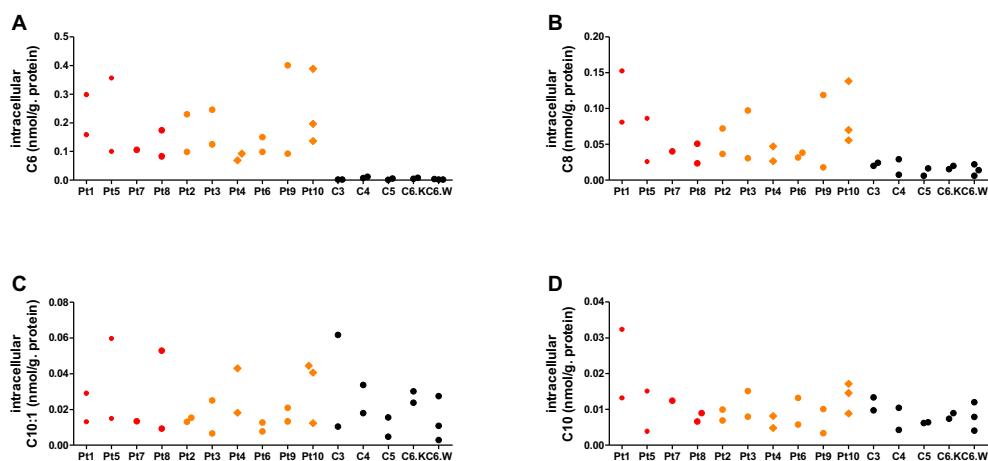 A
intracellular
C6 (nmol/g. protein)
0.5
0.4
0.3
0.2
0.1
0.0
Pt1 Pt5 Pt7 Pt8 Pt2 Pt3 Pt4 Pt6 Pt9 Pt10 C3 C4 C5 C6.KC6.W
B
intracellular
C8 (nmol/g. protein)
0.20
0.15
0.10
0.05
0.00
Pt1 Pt5 Pt7 Pt8 Pt2 Pt3 Pt4 Pt6 Pt9 Pt10 C3 C4 C5 C6.KC6.W
C
intracellular
C10:1 (nmol/g. protein)
0.08
0.06
0.04
0.02
0.00
Pt1 Pt5 Pt7 Pt8 Pt2 Pt3 Pt4 Pt6 Pt9 Pt10 C3 C4 C5 C6.KC6.W
D
intracellular
C10 (nmol/g. protein)
0.04
0.03
0.02
0.01
0.00
Pt1 Pt5 Pt7 Pt8 Pt2 Pt3 Pt4 Pt6 Pt9 Pt10 C3 C4 C5 C6.KC6.W